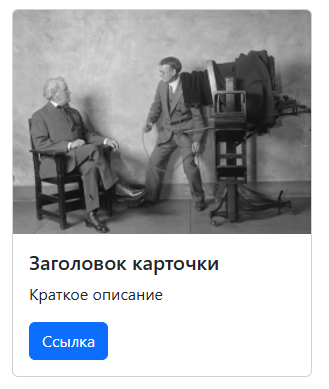 Заголовок карточки
Краткое описание
Ссылка